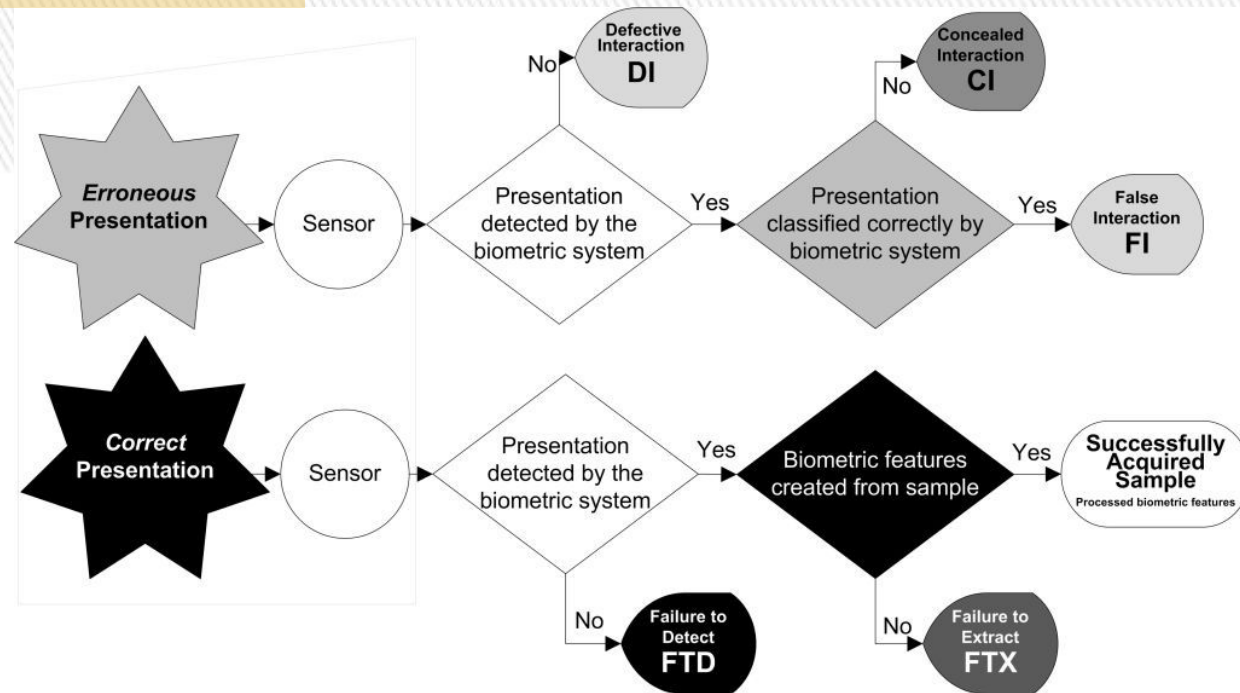 Defective
Interaction
DI
No
Concealed
Interaction
CI
No
Erroneous
Presentation
Sensor
Presentation
detected by the
biometric system
Yes
Presentation
classified correctly by
biometric system
Yes
False
Interaction
FI
Correct
Presentation
Sensor
Presentation
detected by the
biometric system
Yes
Biometric features
created from sample
Yes
Successfully
Acquired
Sample
Processed biometric features
No
Failure to
Detect
FTD
No
Failure to
Extract
FTX